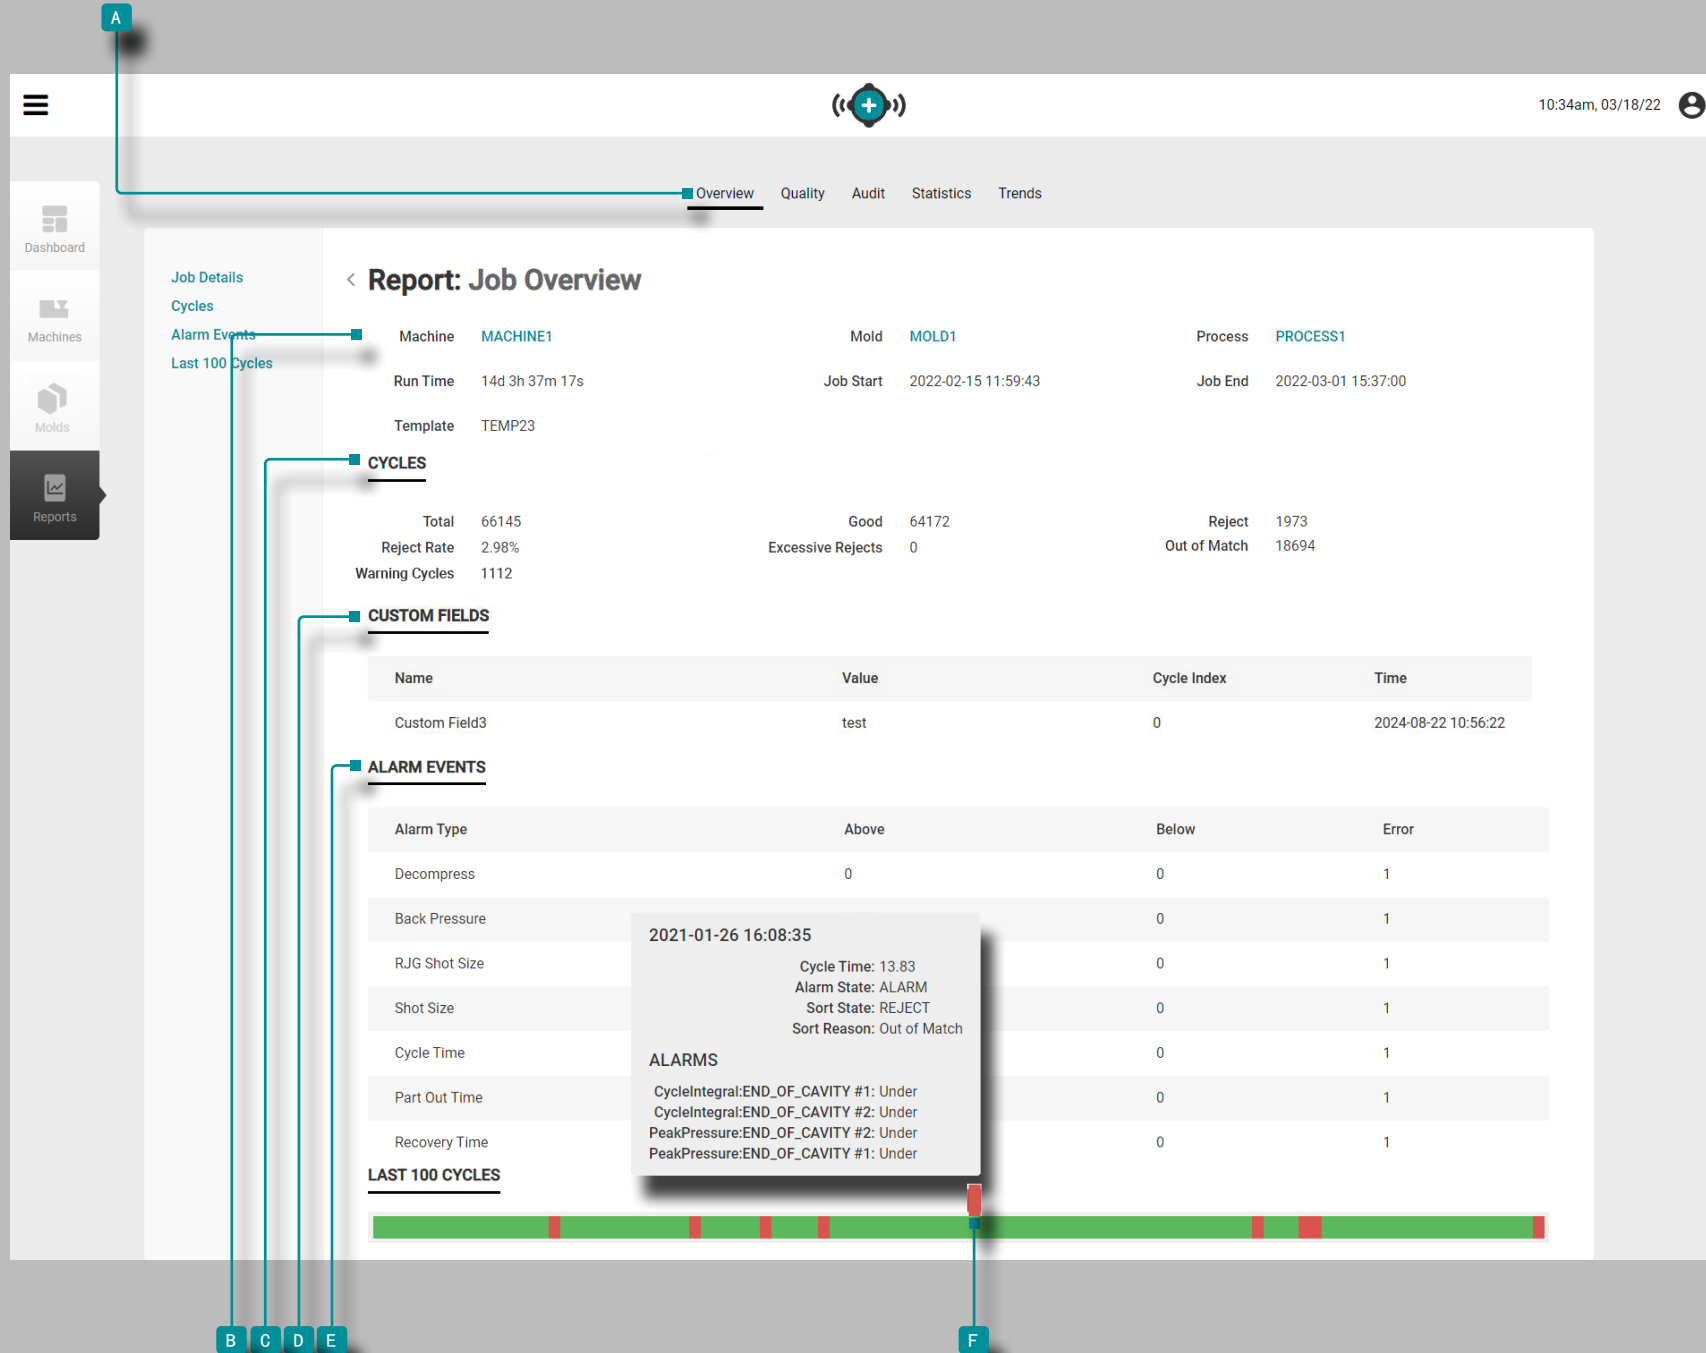 A
10:34am, 03/18/22
Overview Quality Audit Statistics Trends
Dashboard
Machines
Molds
Reports
Job Details
Cycles
Alarm Events
Last 100 Cycles
Report: Job Overview
Machine MACHINE1 Mold MOLD1 Process PROCESS1
Run Time 14d 3h 37m 17s Job Start 2022-02-15 11:59:43 Job End 2022-03-01 15:37:00
Template TEMP23
CYCLES
Total 66145 Good 64172 Reject 1973
Reject Rate 2.98% Excessive Rejects 0 Out of Match 18694
Warning Cycles 1112
CUSTOM FIELDS
Name Value Cycle Index Time
Custom Field3 test 0 2024-08-22 10:56:22
ALARM EVENTS
Alarm Type Above Below Error
Decompress 0 0 1
Back Pressure 0 1
RJG Shot Size 0 1
Shot Size 0 1
Cycle Time 0 1
Part Out Time 0 1
Recovery Time 0 1
2021-01-26 16:08:35
Cycle Time: 13.83
Alarm State: ALARM
Sort State: REJECT
Sort Reason: Out of Match
ALARMS
CycleIntegral:END_OF_CAVITY #1: Under
CycleIntegral:END_OF_CAVITY #2: Under
PeakPressure:END_OF_CAVITY #2: Under
PeakPressure:END_OF_CAVITY #1: Under
LAST 100 CYCLES
B C D E F